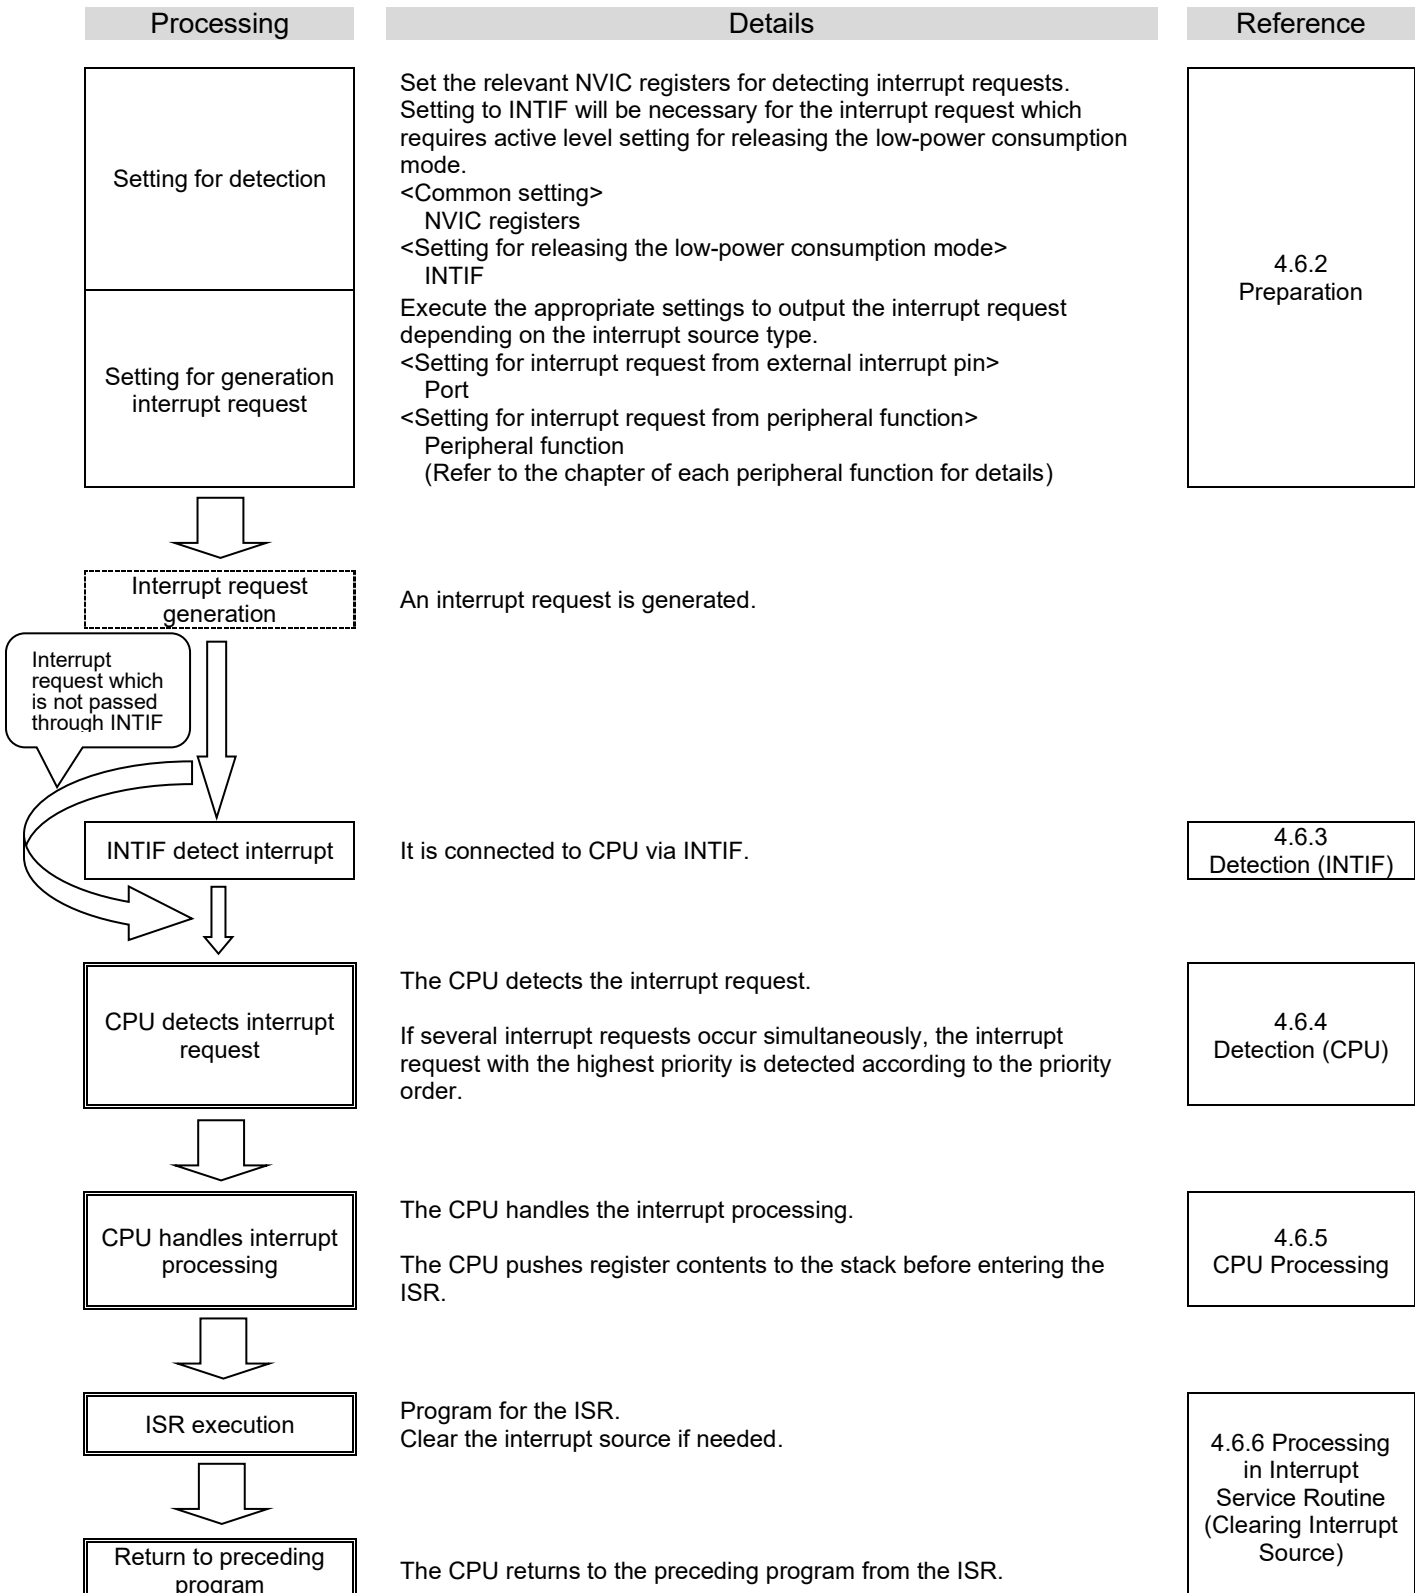 Processing
Details
Reference
Setting for detection
Set the relevant NVIC registers for detecting interrupt requests.
Setting to INTIF will be necessary for the interrupt request which
requires active level setting for releasing the low-power consumption
mode.
<Common setting>
NVIC registers
<Setting for releasing the low-power consumption mode>
INTIF
4.6.2
Preparation
Setting for generation
interrupt request
Execute the appropriate settings to output the interrupt request
depending on the interrupt source type.
<Setting for interrupt request from external interrupt pin>
Port
<Setting for interrupt request from peripheral function>
Peripheral function
(Refer to the chapter of each peripheral function for details)
Interrupt request
generation
An interrupt request is generated.
Interrupt
request which
is not passed
through INTIF
INTIF detect interrupt
It is connected to CPU via INTIF.
4.6.3
Detection (INTIF)
CPU detects interrupt
request
The CPU detects the interrupt request.
If several interrupt requests occur simultaneously, the interrupt
request with the highest priority is detected according to the priority
order.
4.6.4
Detection (CPU)
CPU handles interrupt
processing
The CPU handles the interrupt processing.
The CPU pushes register contents to the stack before entering the
ISR.
4.6.5
CPU Processing
ISR execution
Program for the ISR.
Clear the interrupt source if needed.
4.6.6 Processing
in Interrupt
Service Routine
(Clearing Interrupt
Source)
Return to preceding
program
The CPU returns to the preceding program from the ISR.